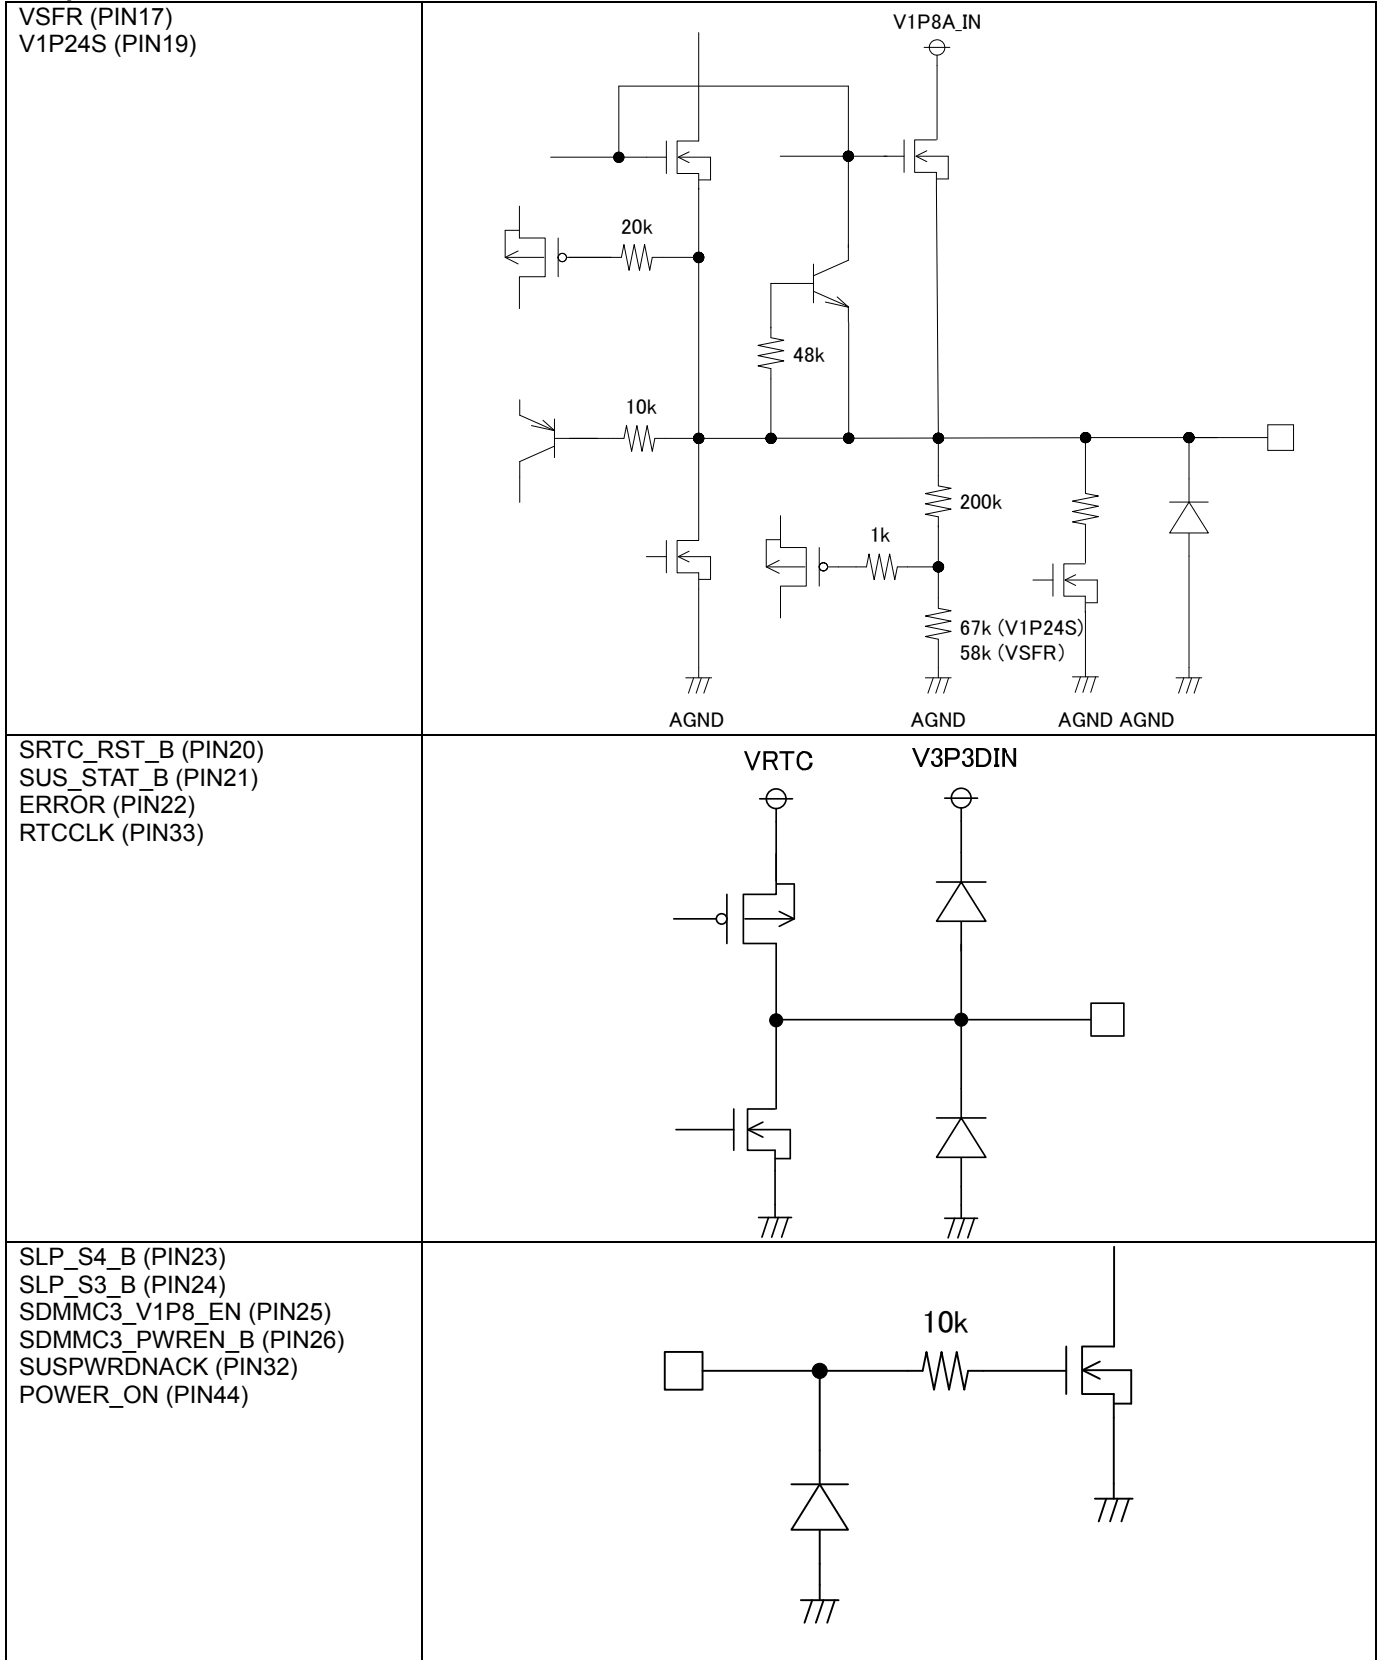 VSFR (PIN17)
V1P24S (PIN19)
V1P8A_IN
20k
48k
10k
200k
1k
67k (V1P24S)
58k (VSFR)
AGND
AGND
AGND AGND
SRTC_RST_B (PIN20)
SUS_STAT_B (PIN21)
ERROR (PIN22)
RTCCLK (PIN33)
VRTC
V3P3DIN
SLP_S4_B (PIN23)
SLP_S3_B (PIN24)
SDMMC3_V1P8_EN (PIN25)
SDMMC3_PWREN_B (PIN26)
SUSPWRDNACK (PIN32)
POWER_ON (PIN44)
10k